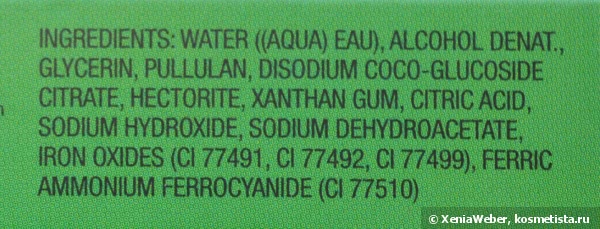 INGREDIENTS: WATER ((AQUA) EAU), ALCOHOL DENAT.,
GLYCERIN, PULLULAN, DISODIUM COCO-GLUCOSIDE
CITRATE, HECTORITE, XANTHAN GUM, CITRIC ACID,
SODIUM HYDROXIDE, SODIUM DEHYDROACETATE,
IRON OXIDES (CI 77491, CI 77492, CI 77499), FERRIC
AMMONIUM FERROCYANIDE (CI 77510)
© XeniaWeber, kosmetista.ru